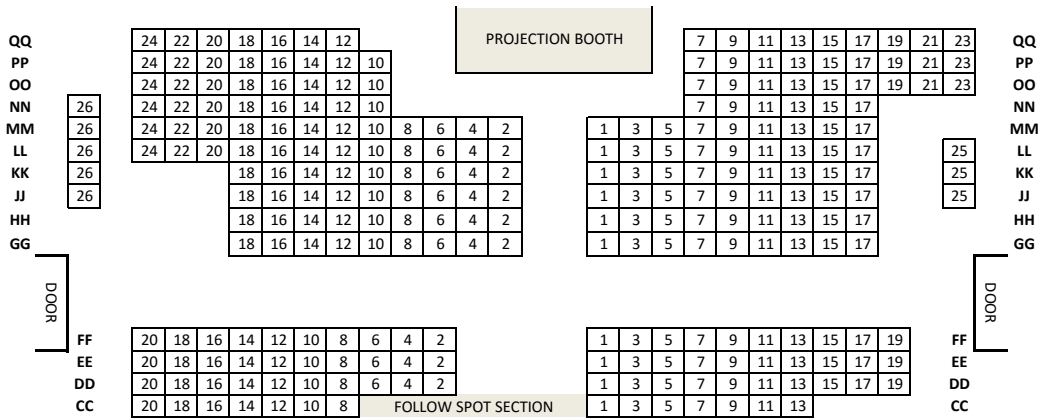 QQ 24 22 20 18 16 14 12 PROJECTION BOOTH 7 9 11 13 15 17 19 21 23 QQ
PP 24 22 20 18 16 14 12 10 7 9 11 13 15 17 19 21 23 PP
OO 24 22 20 18 16 14 12 10 7 9 11 13 15 17 19 21 23 OO
NN 26 24 22 20 18 16 14 12 10 7 9 11 13 15 17 NN
MM 26 24 22 20 18 16 14 12 10 8 6 4 2 1 3 5 7 9 11 13 15 17 MM
LL 26 24 22 20 18 16 14 12 10 8 6 4 2 1 3 5 7 9 11 13 15 17 25 LL
KK 26 18 16 14 12 10 8 6 4 2 1 3 5 7 9 11 13 15 17 25 KK
JJ 26 18 16 14 12 10 8 6 4 2 1 3 5 7 9 11 13 15 17 25 JJ
HH 18 16 14 12 10 8 6 4 2 1 3 5 7 9 11 13 15 17 HH
GG 18 16 14 12 10 8 6 4 2 1 3 5 7 9 11 13 15 17 GG
DOOR DOOR
FF 20 18 16 14 12 10 8 6 4 2 1 3 5 7 9 11 13 15 17 19 FF
EE 20 18 16 14 12 10 8 6 4 2 1 3 5 7 9 11 13 15 17 19 EE
DD 20 18 16 14 12 10 8 6 4 2 1 3 5 7 9 11 13 15 17 19 DD
CC 20 18 16 14 12 10 8 FOLLOW SPOT SECTION 1 3 5 7 9 11 13 CC